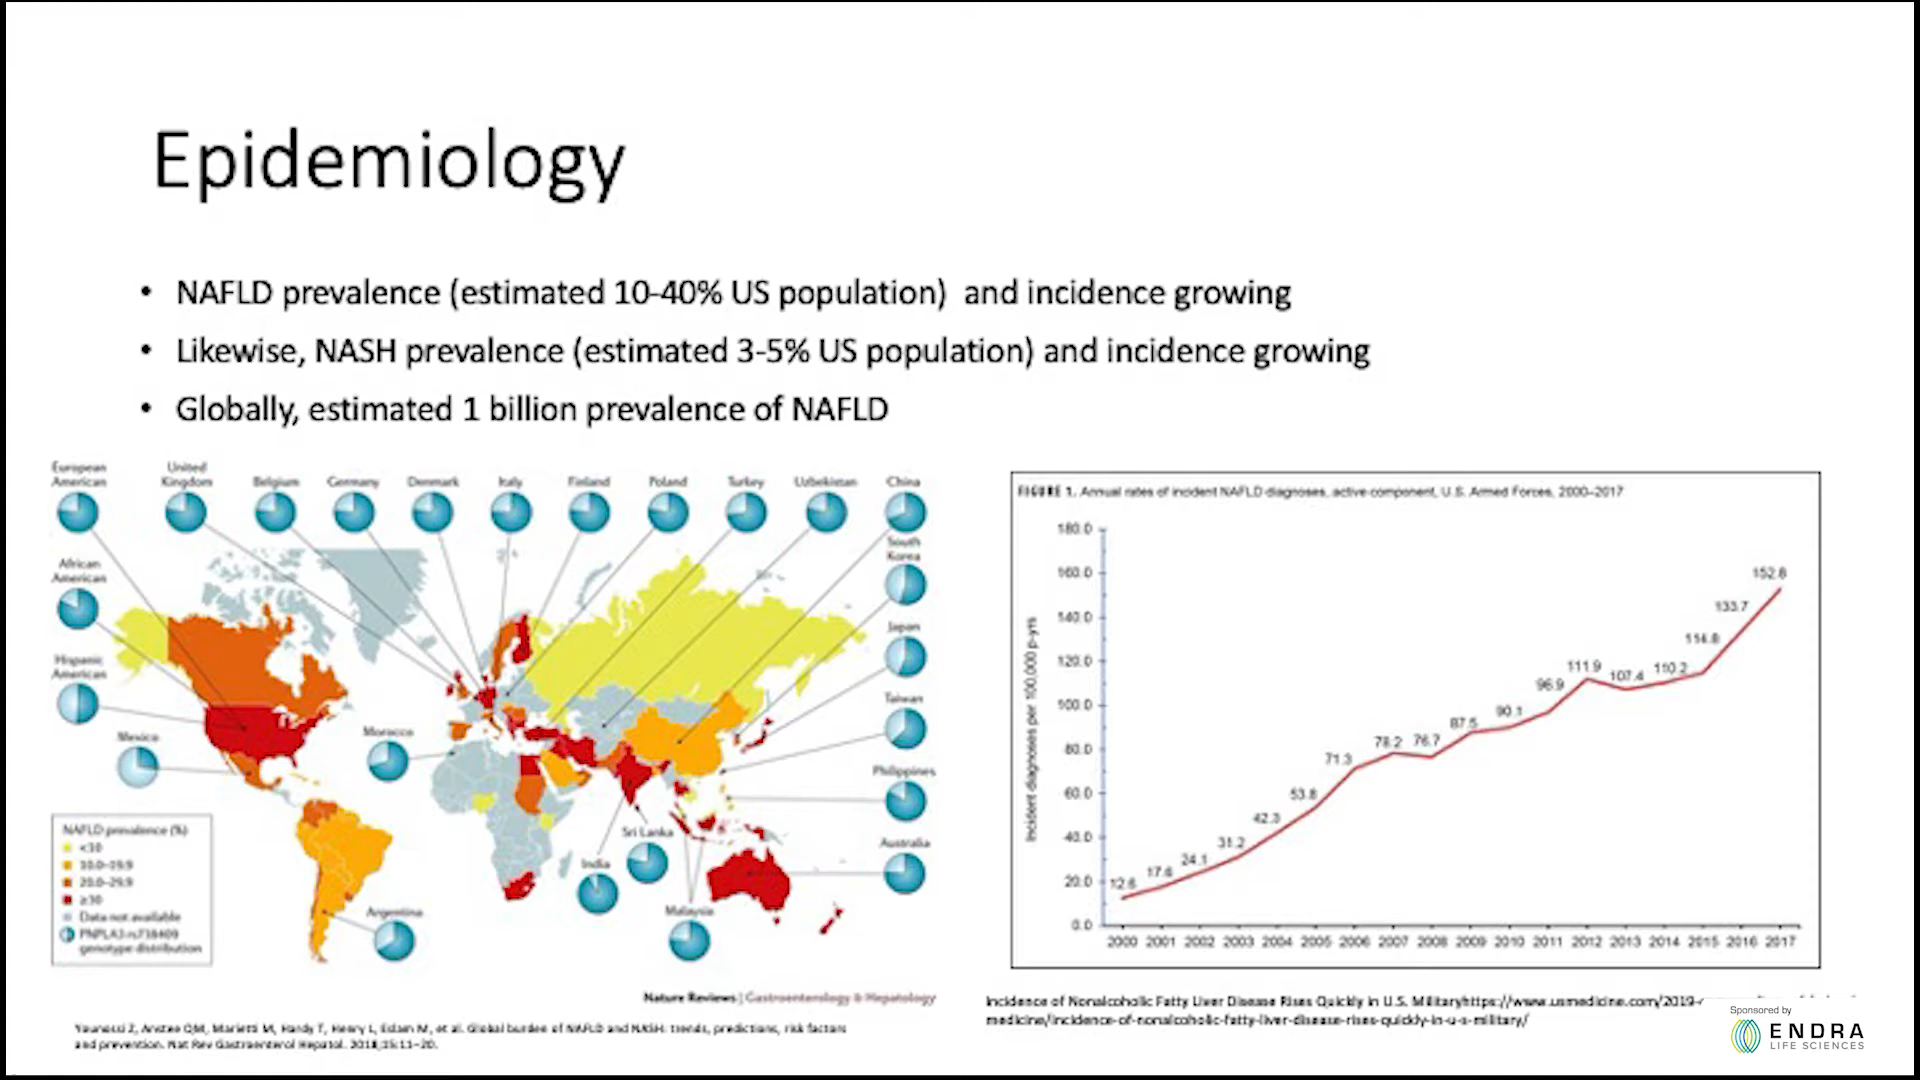 Epidemiology
• NAFLD prevalence (estimated 10-40% US population) and incidence growing
• Likewise, NASH prevalence (estimated 3-5% US population) and incidence growing
• Globally, estimated 1 billion prevalence of NAFLD
European American
United Kingdom
Belgium
Germany
Denmark
Italy
Finland
Poland
Turkey
Uzbekistan
China
South Korea
African American
Japan
Hispanic American
Taiwan
Mexico
Morocco
Philippines
Sri Lanka
Australia
India
Argentina
Malaysia
NAFLD prevalence (%)
<10
10.0–19.9
20.0–29.9
≥30
Data not available
PNPLA3 rs738409
genotype distribution
Nature Reviews | Gastroenterology & Hepatology
Younossi Z, Anstee QM, Marietti M, Hardy T, Henry L, Eslam M, et al. Global burden of NAFLD and NASH: trends, predictions, risk factors
and prevention. Nat Rev Gastroenterol Hepatol. 2018;15:11–20.
FIGURE 1. Annual rates of incident NAFLD diagnoses, active component, U.S. Armed Forces, 2000–2017
Incident diagnoses per 100,000 p-yrs
180.0
160.0
140.0
120.0
100.0
80.0
60.0
40.0
20.0
0.0
12.6 17.6 24.1 31.2 42.3 53.8 71.3 78.2 76.7 87.5 90.1 96.9 111.9 107.4 110.2 114.8 133.7 152.8
2000 2001 2002 2003 2004 2005 2006 2007 2008 2009 2010 2011 2012 2013 2014 2015 2016 2017
Incidence of Nonalcoholic Fatty Liver Disease Rises Quickly in U.S. Militaryhttps://www.usmedicine.com/2019-
medicine/incidence-of-nonalcoholic-fatty-liver-disease-rises-quickly-in-u-s-military/
Sponsored by
ENDRA
LIFE SCIENCES